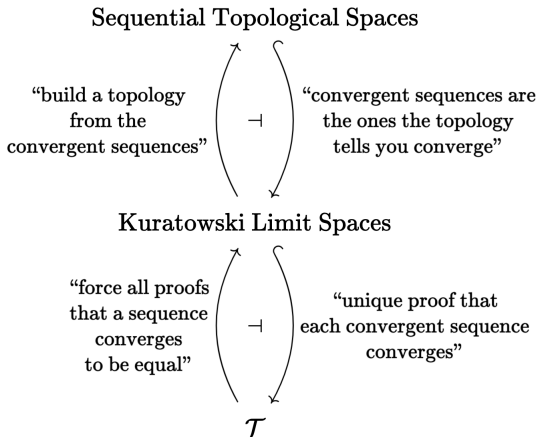 Sequential Topological Spaces
“build a topology
from the
convergent sequences”
⊣
“convergent sequences are
the ones the topology
tells you converge”
Kuratowski Limit Spaces
“force all proofs
that a sequence
converges
to be equal”
⊣
“unique proof that
each convergent sequence
converges”
𝒯